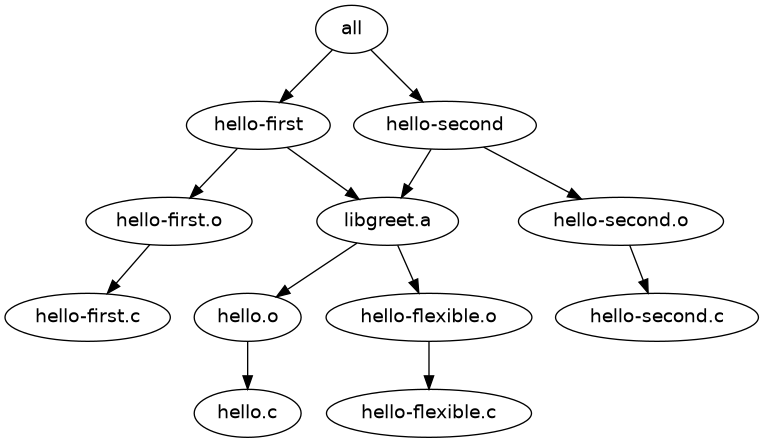 all
hello-first
hello-second
hello-first.o
libgreet.a
hello-second.o
hello-first.c
hello.o
hello-flexible.o
hello-second.c
hello.c
hello-flexible.c